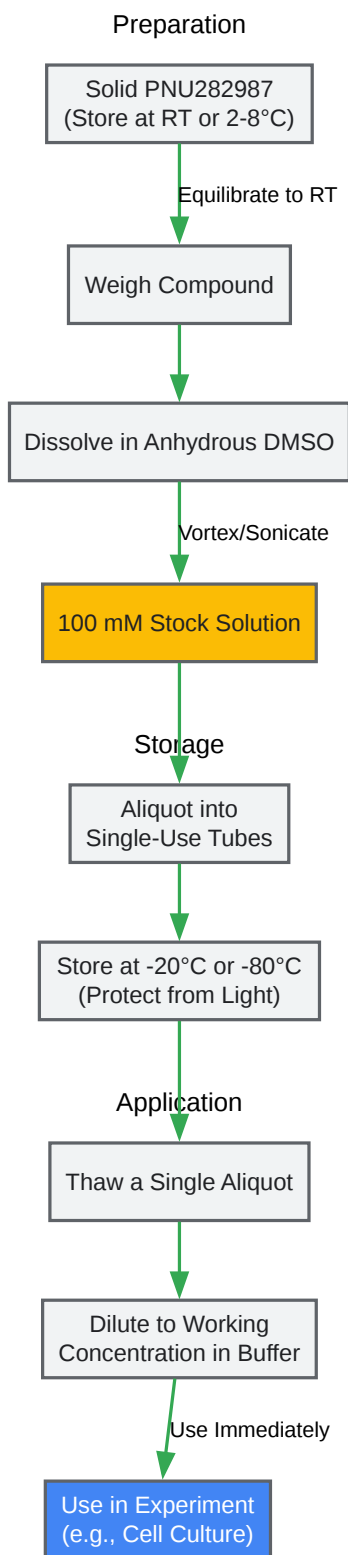 Preparation
Solid PNU282987
(Store at RT or 2-8°C)
Equilibrate to RT
Weigh Compound
Dissolve in Anhydrous DMSO
Vortex/Sonicate
100 mM Stock Solution
Storage
Aliquot into
Single-Use Tubes
Store at -20°C or -80°C
(Protect from Light)
Application
Thaw a Single Aliquot
Dilute to Working
Concentration in Buffer
Use Immediately
Use in Experiment
(e.g., Cell Culture)